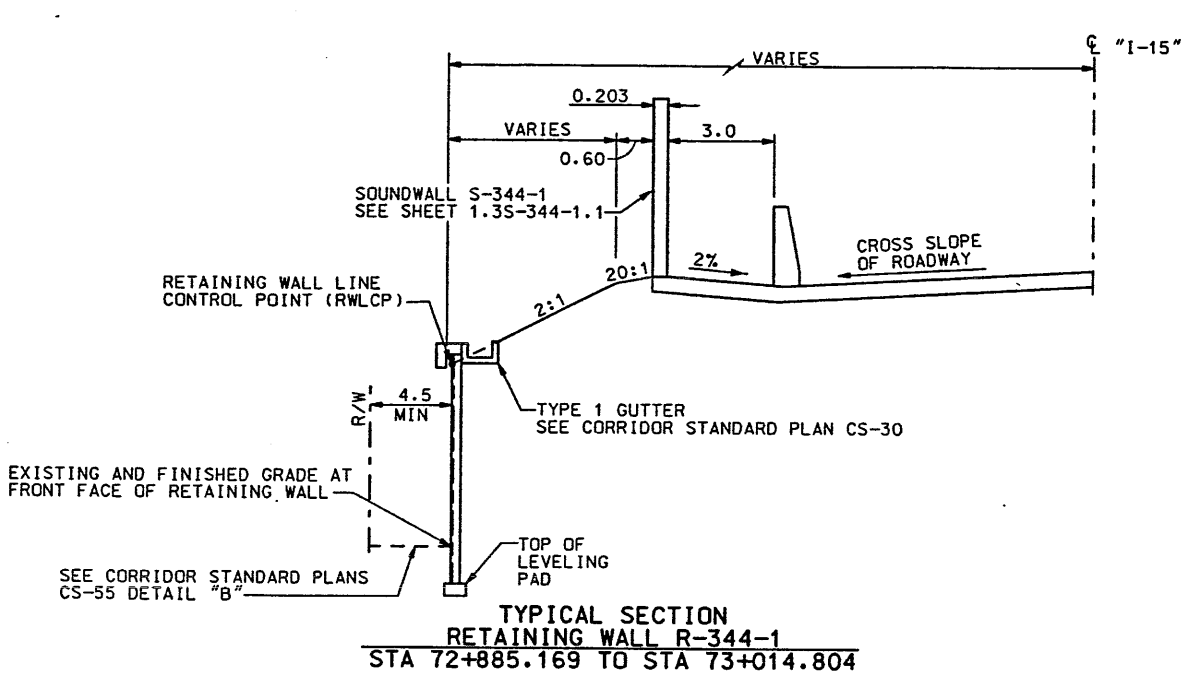 ℄ "I-15"
VARIES
0.203
VARIES
3.0
0.60
SOUNDWALL S-344-1
SEE SHEET 1.3S-344-1.1
CROSS SLOPE
OF ROADWAY
2%
20:1
2:1
RETAINING WALL LINE
CONTROL POINT (RWLCP)
R/W
4.5
MIN
TYPE 1 GUTTER
SEE CORRIDOR STANDARD PLAN CS-30
EXISTING AND FINISHED GRADE AT
FRONT FACE OF RETAINING WALL
TOP OF
LEVELING
PAD
SEE CORRIDOR STANDARD PLANS
CS-55 DETAIL "B"
TYPICAL SECTION
RETAINING WALL R-344-1
STA 72+885.169 TO STA 73+014.804